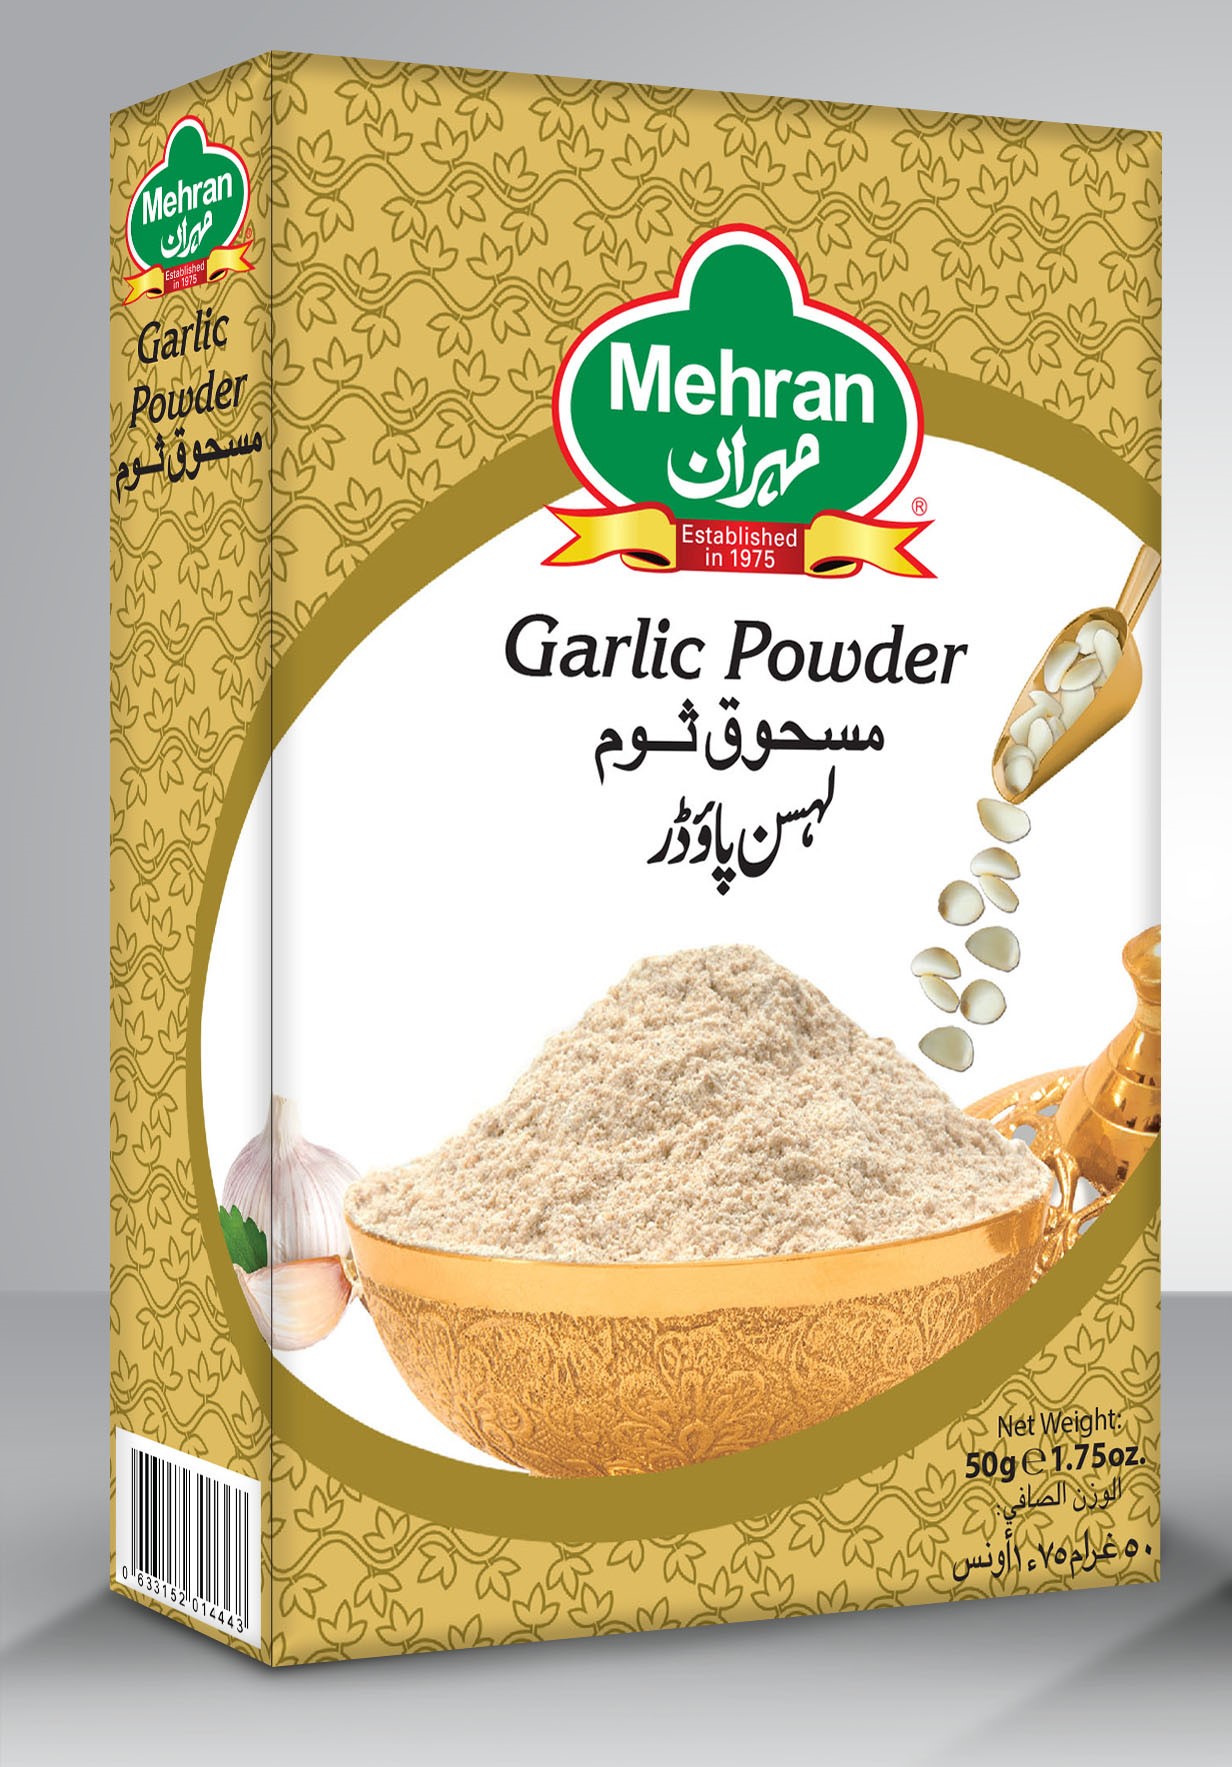 Mehran
مہران
®
Established
in 1975
Garlic
Powder
مسحوق ثوم
0 633152 014443
Mehran
مہران
®
Established
in 1975
Garlic Powder
مسحوق ثوم
لہسن پاؤڈر
Net Weight:
50g ℮ 1.75oz.
الوزن الصافي:
٥٠ غرام ١،٧٥ أونس